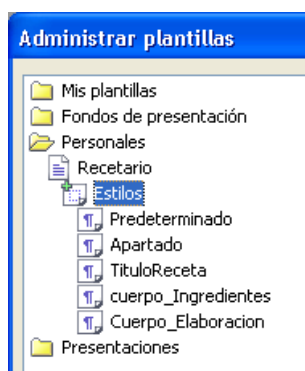 Administrar plantillas
Mis plantillas
Fondos de presentación
Personales
Recetario
Estilos
Predeterminado
Apartado
TituloReceta
cuerpo_Ingredientes
Cuerpo_Elaboracion
Presentaciones